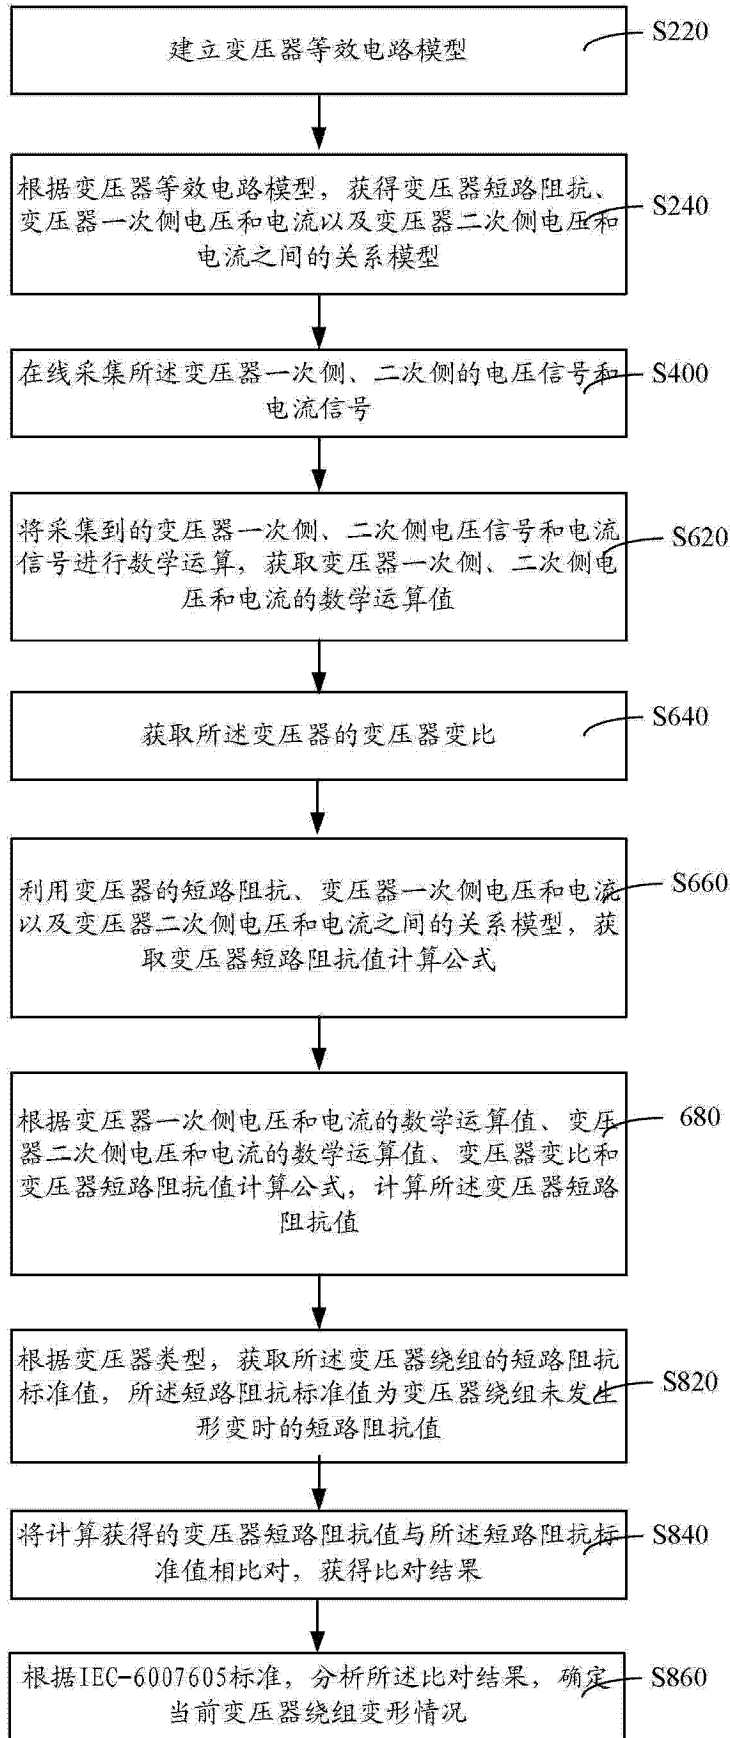 建立变压器等效电路模型
S220
根据变压器等效电路模型，获得变压器短路阻抗、
变压器一次侧电压和电流以及变压器二次侧电压和
电流之间的关系模型
S240
在线采集所述变压器一次侧、二次侧的电压信号和
电流信号
S400
将采集到的变压器一次侧、二次侧电压信号和电流
信号进行数学运算，获取变压器一次侧、二次侧电
压和电流的数学运算值
S620
获取所述变压器的变压器变比
S640
利用变压器的短路阻抗、变压器一次侧电压和电流
以及变压器二次侧电压和电流之间的关系模型，获
取变压器短路阻抗值计算公式
S660
根据变压器一次侧电压和电流的数学运算值、变压
器二次侧电压和电流的数学运算值、变压器变比和
变压器短路阻抗值计算公式，计算所述变压器短路
阻抗值
680
根据变压器类型，获取所述变压器绕组的短路阻抗
标准值，所述短路阻抗标准值为变压器绕组未发生
形变时的短路阻抗值
S820
将计算获得的变压器短路阻抗值与所述短路阻抗标
准值相比对，获得比对结果
S840
根据IEC-6007605标准，分析所述比对结果，确定
当前变压器绕组变形情况
S860